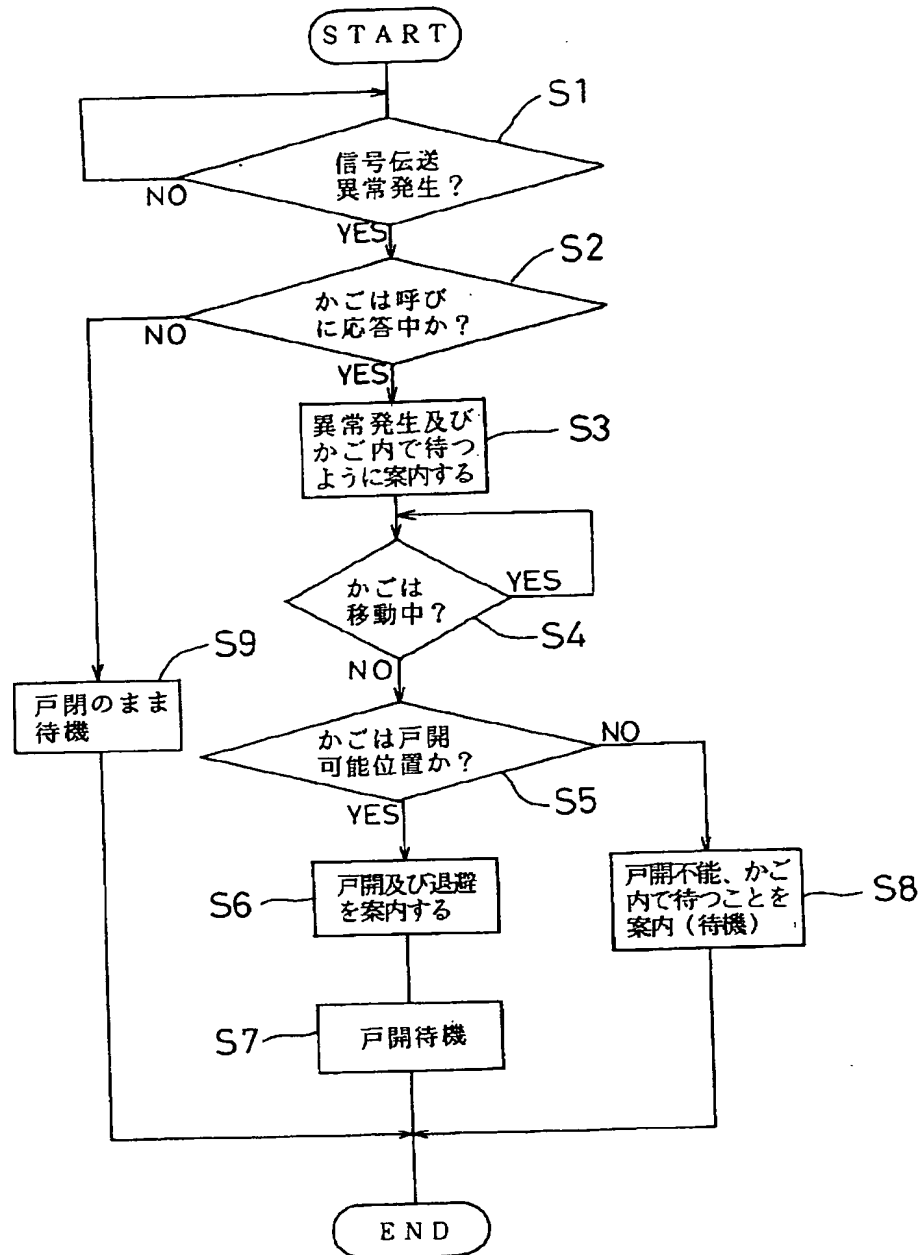 START
S1
信号伝送
異常発生？
NO
YES
S2
かごは呼び
に応答中か？
NO
YES
異常発生及び
かご内で待つ
ように案内する
S3
かごは
移動中？
YES
S4
NO
S9
戸閉のまま
待機
かごは戸開
可能位置か？
NO
S5
YES
戸開及び退避
を案内する
S6
戸開不能、かご
内で待つことを
案内（待機）
S8
S7
戸開待機
END